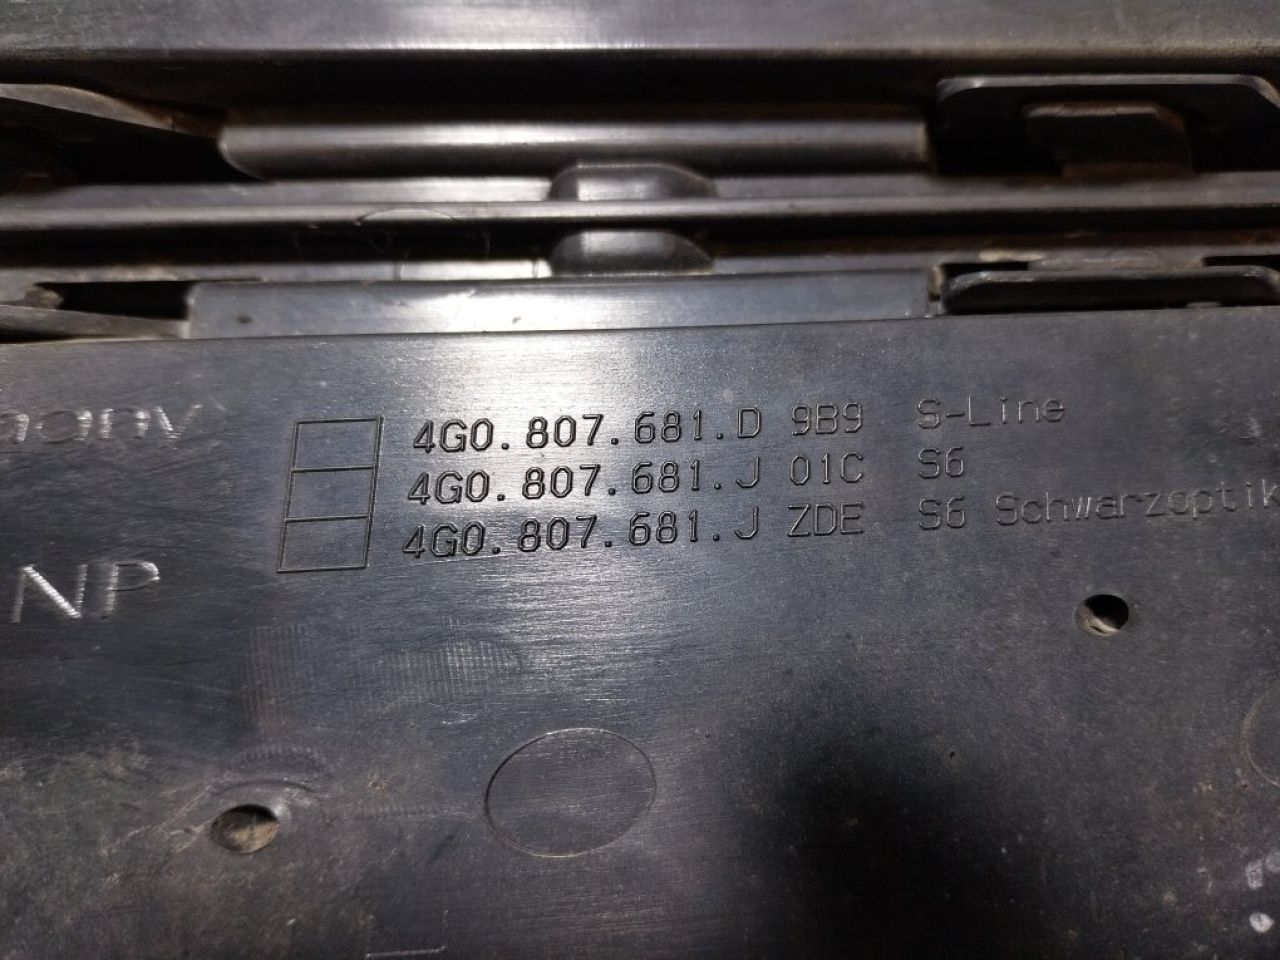 4G0.807.681.D 9B9 S-Line
4G0.807.681.J 01C S6
4G0.807.681.J ZDE S6 Schwarzoptik
NP